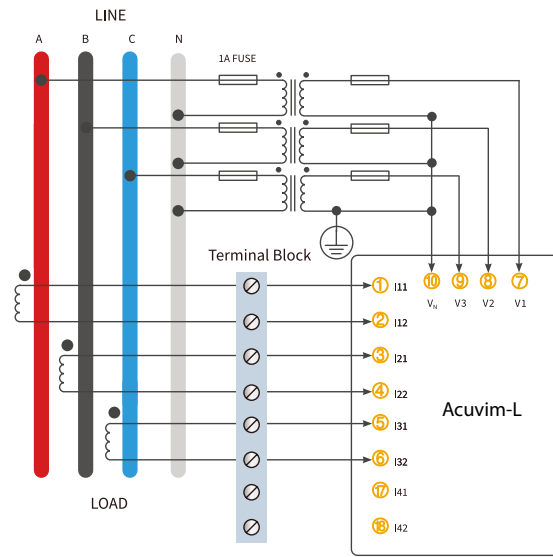 LINE
A B C N
1A FUSE
Terminal Block
10 9 8 7
VN V3 V2 V1
1 I11
2 I12
3 I21
4 I22
5 I31
6 I32
17 I41
18 I42
Acuvim-L
LOAD